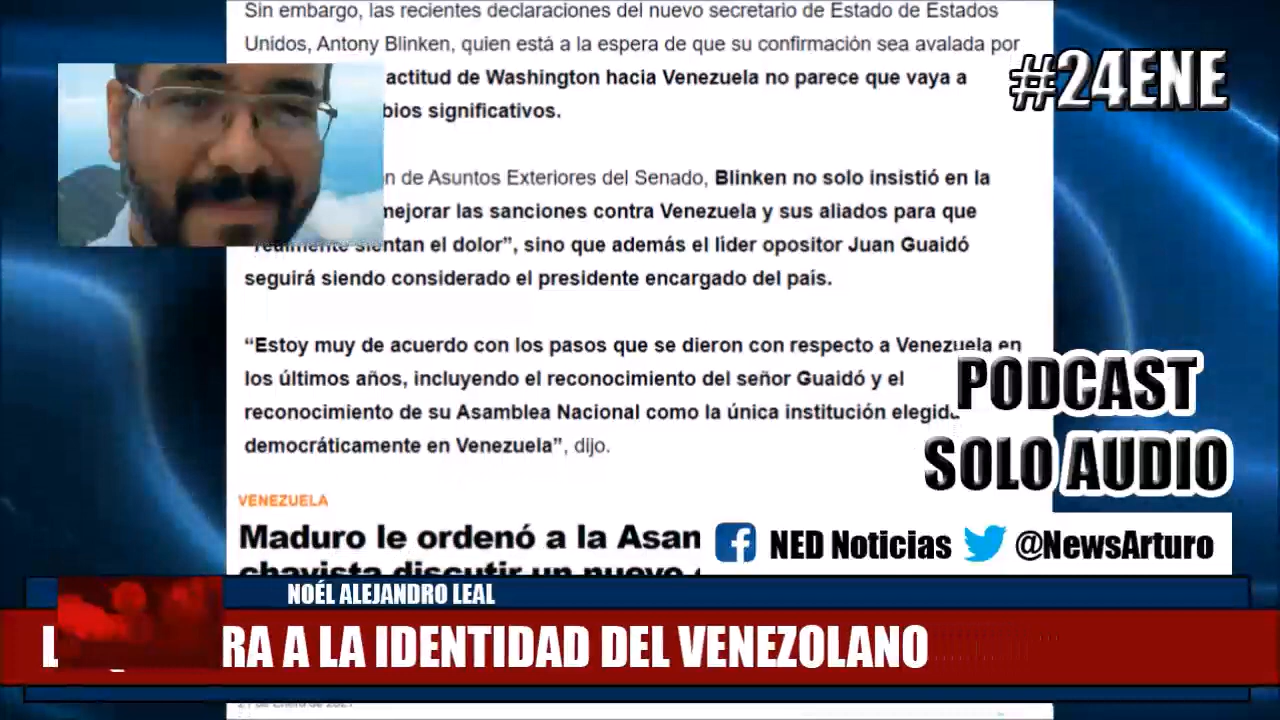 Sin embargo, las recientes declaraciones del nuevo secretario de Estado de Estados
Unidos, Antony Blinken, quien está a la espera de que su confirmación sea avalada por
actitud de Washington hacia Venezuela no parece que vaya a
bios significativos.
n de Asuntos Exteriores del Senado, Blinken no solo insistió en la
mejorar las sanciones contra Venezuela y sus aliados para que
"realmente sientan el dolor”, sino que además el líder opositor Juan Guaidó
seguirá siendo considerado el presidente encargado del país.
“Estoy muy de acuerdo con los pasos que se dieron con respecto a Venezuela en
los últimos años, incluyendo el reconocimiento del señor Guaidó y el
reconocimiento de su Asamblea Nacional como la única institución elegida
democráticamente en Venezuela”, dijo.
VENEZUELA
Maduro le ordenó a la Asam
chavista discutir un nuevo
#24ENE
PODCAST
SOLO AUDIO
NED Noticias @NewsArturo
NOÉL ALEJANDRO LEAL
RA A LA IDENTIDAD DEL VENEZOLANO